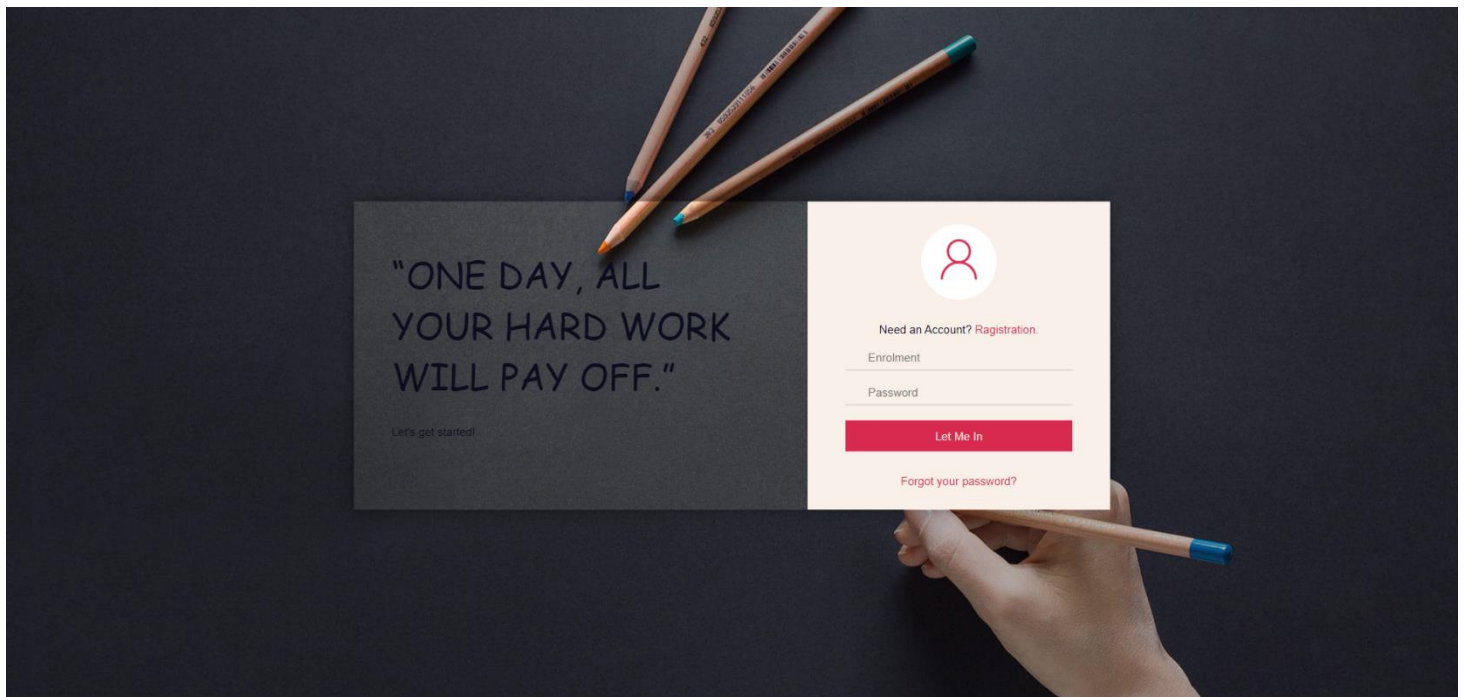 “ONE DAY, ALL
YOUR HARD WORK
WILL PAY OFF.”
Let's get started!
Need an Account? Ragistration.
Enrolment
Password
Let Me In
Forgot your password?